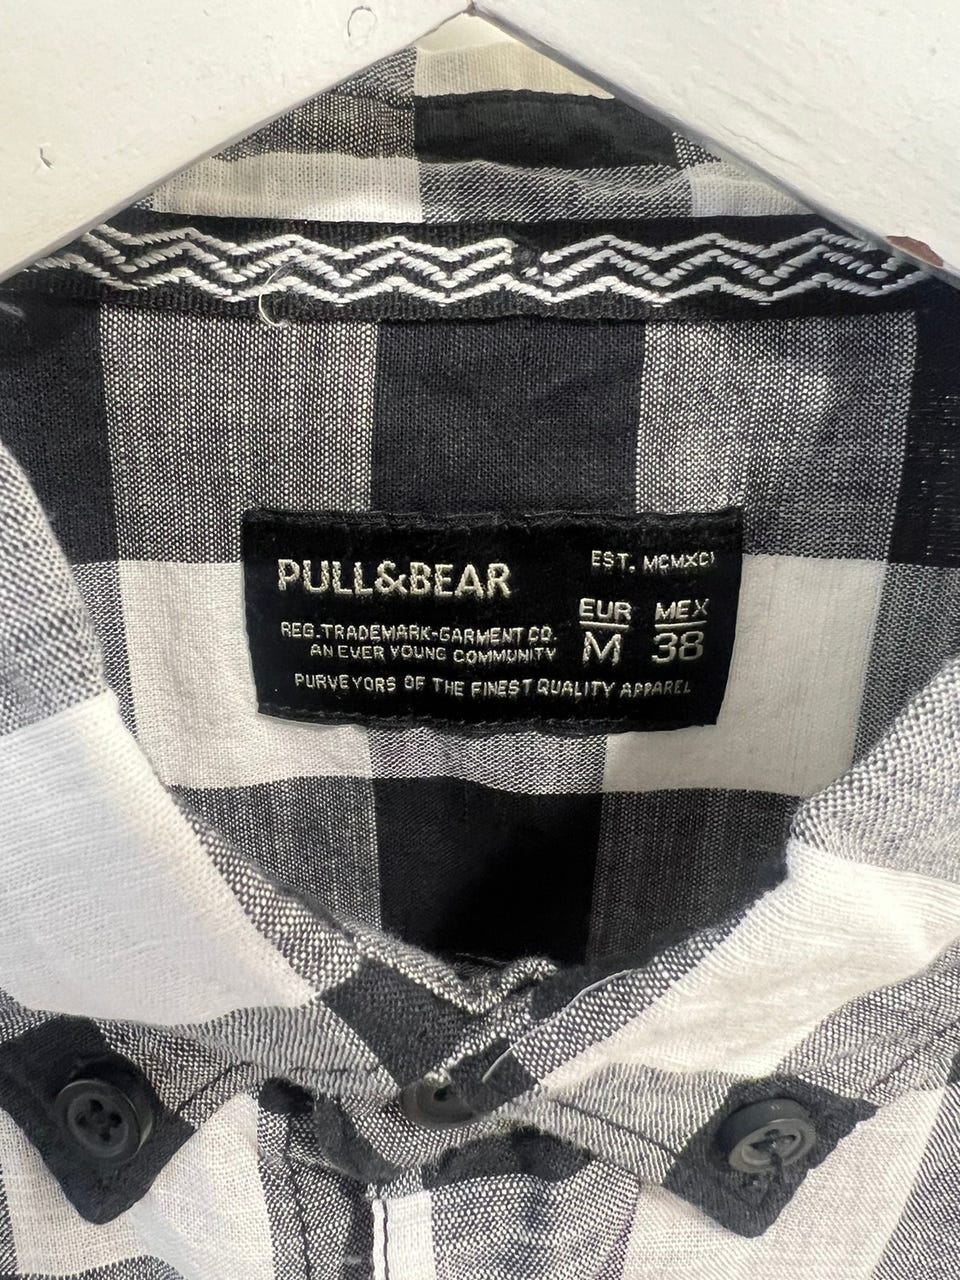 PULL&BEAR
EST. MCMXCI
REG.TRADEMARK-GARMENT CO.
AN EVER YOUNG COMMUNITY
EUR MEX
M 38
PURVEYORS OF THE FINEST QUALITY APPAREL